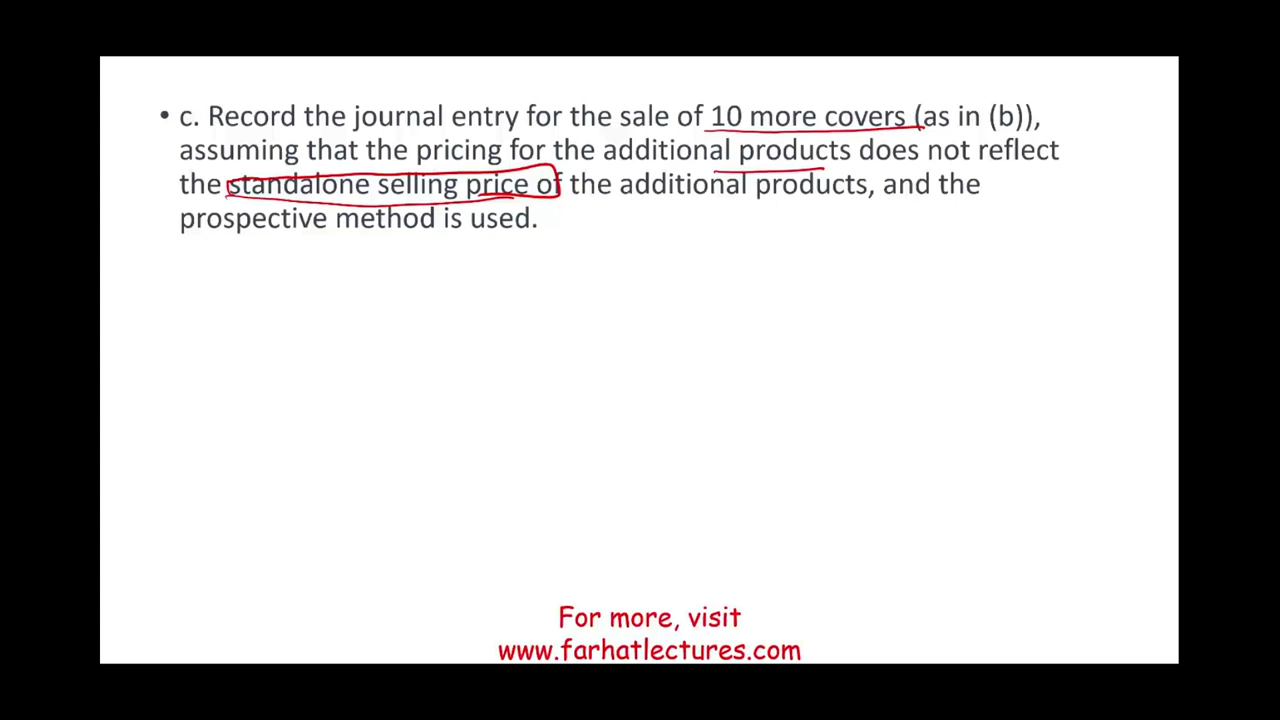 • c. Record the journal entry for the sale of 10 more covers (as in (b)),
assuming that the pricing for the additional products does not reflect
the standalone selling price of the additional products, and the
prospective method is used.
For more, visit
www.farhatlectures.com